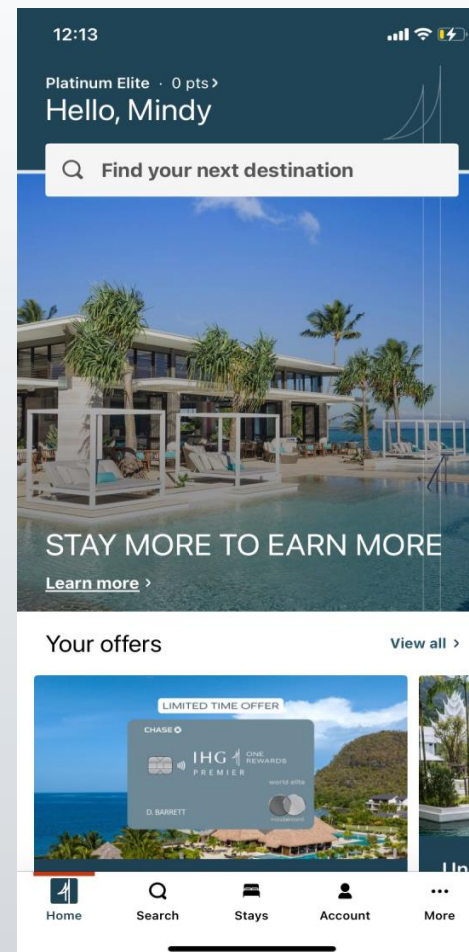 12:13
Platinum Elite · 0 pts >
Hello, Mindy
Find your next destination
STAY MORE TO EARN MORE
Learn more >
Your offers
View all >
LIMITED TIME OFFER
CHASE
IHG ONE REWARDS
PREMIER
world elite
D. BARRETT
mastercard
Un
Home
Search
Stays
Account
More